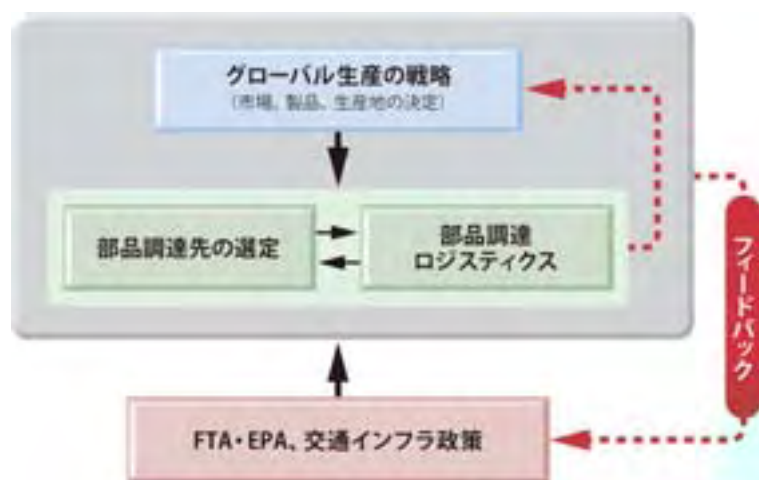 グローバル生産の戦略
(市場、製品、生産地の決定)
部品調達先の選定
部品調達
ロジスティクス
フィードバック
FTA・EPA、交通インフラ政策